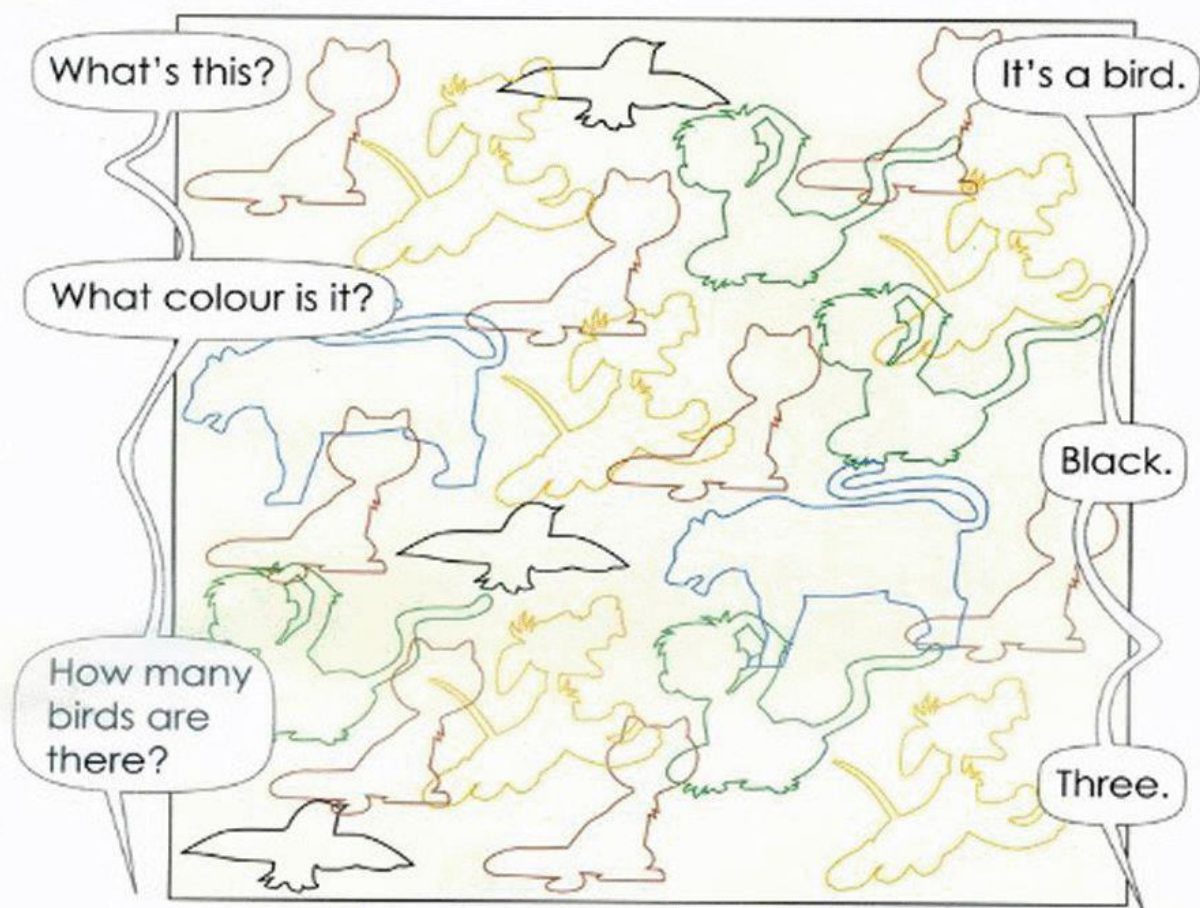 What's this?
It's a bird.
What colour is it?
Black.
How many
birds are
there?
Three.